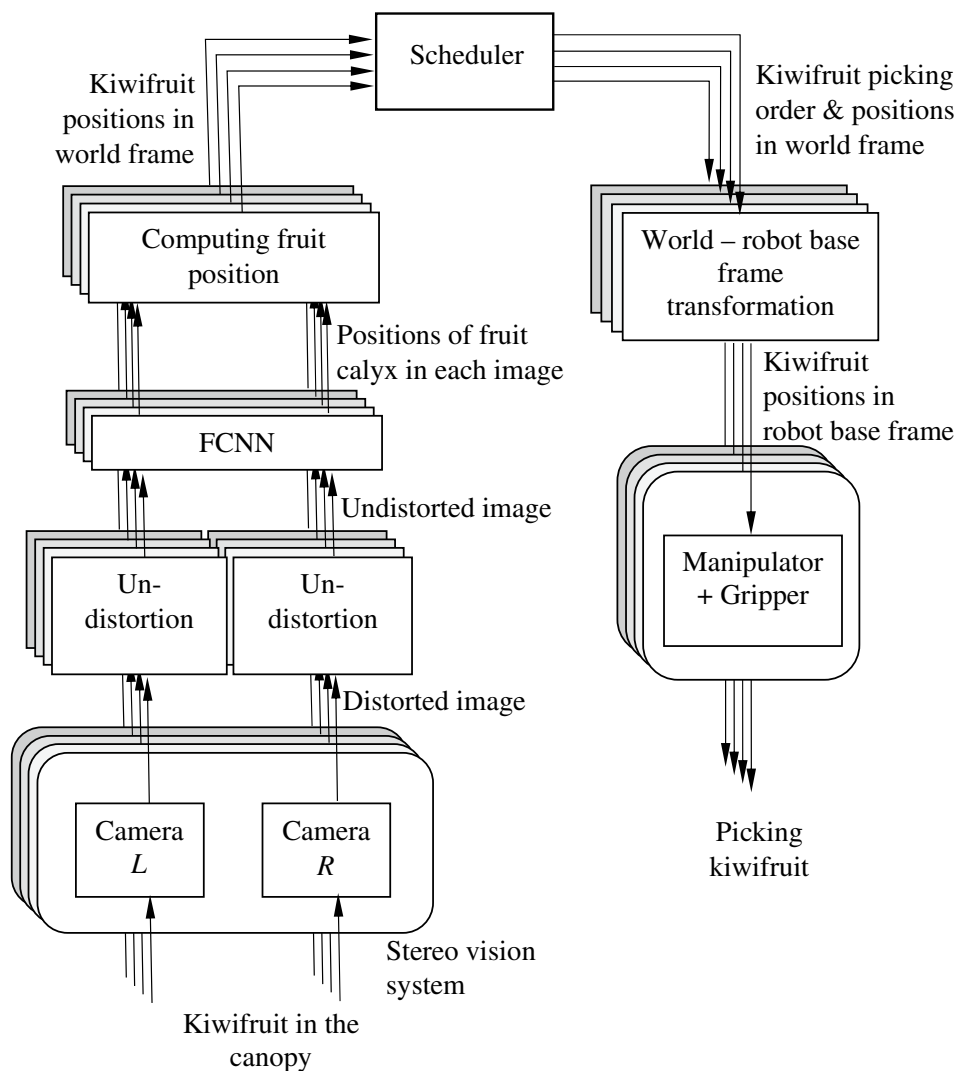 Scheduler
Kiwifruit
positions in
world frame
Kiwifruit picking
order & positions
in world frame
Computing fruit
position
World – robot base
frame
transformation
Positions of fruit
calyx in each image
Kiwifruit
positions in
robot base frame
FCNN
Undistorted image
Un-
distortion
Un-
distortion
Manipulator
+ Gripper
Distorted image
Camera
L
Camera
R
Picking
kiwifruit
Stereo vision
system
Kiwifruit in the
canopy